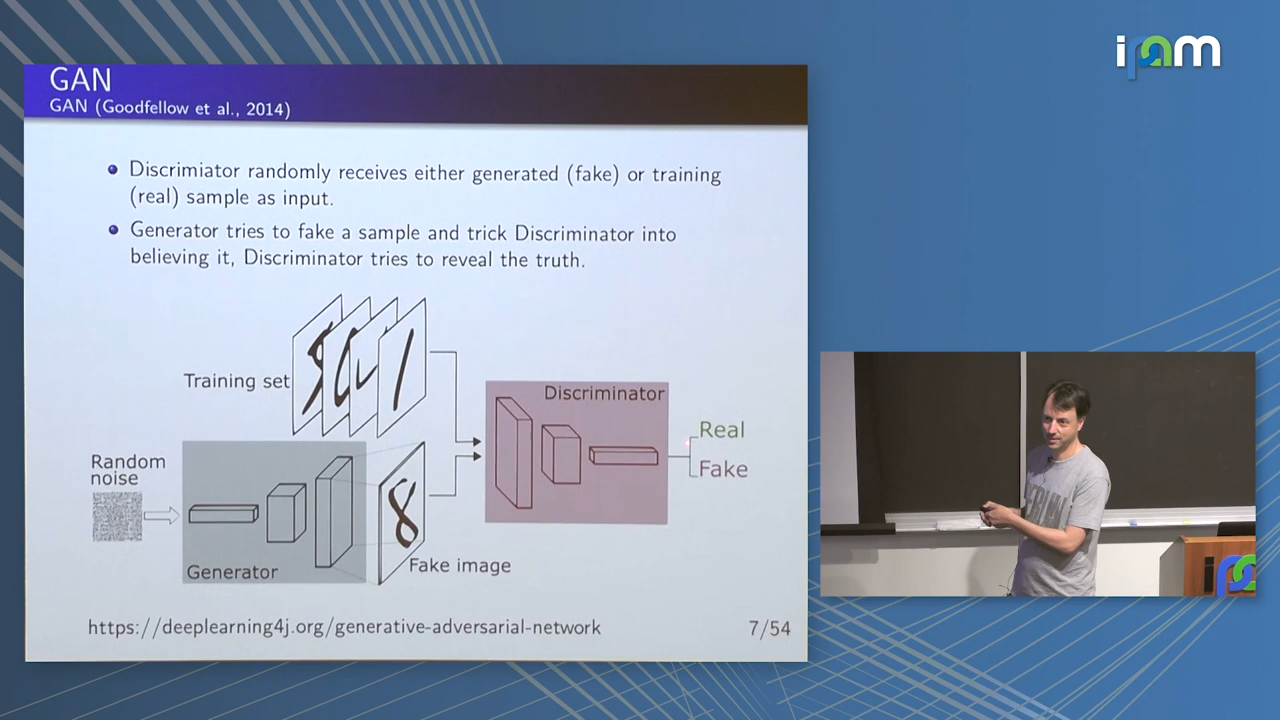 ipam
GAN
GAN (Goodfellow et al., 2014)
Discrimiator randomly receives either generated (fake) or training
(real) sample as input.
Generator tries to fake a sample and trick Discriminator into
believing it, Discriminator tries to reveal the truth.
Training set
Discriminator
Real
Fake
Random
noise
Generator
Fake image
https://deeplearning4j.org/generative-adversarial-network
7/54